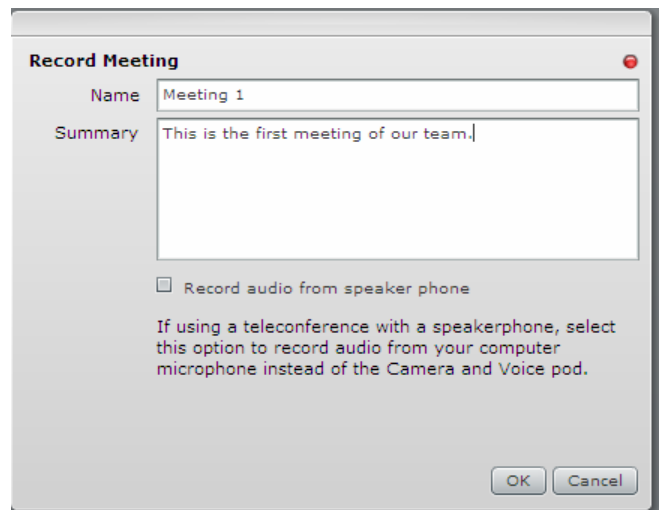 Record Meeting
Name
Meeting 1
Summary
This is the first meeting of our team.
Record audio from speaker phone
If using a teleconference with a speakerphone, select
this option to record audio from your computer
microphone instead of the Camera and Voice pod.
OK
Cancel